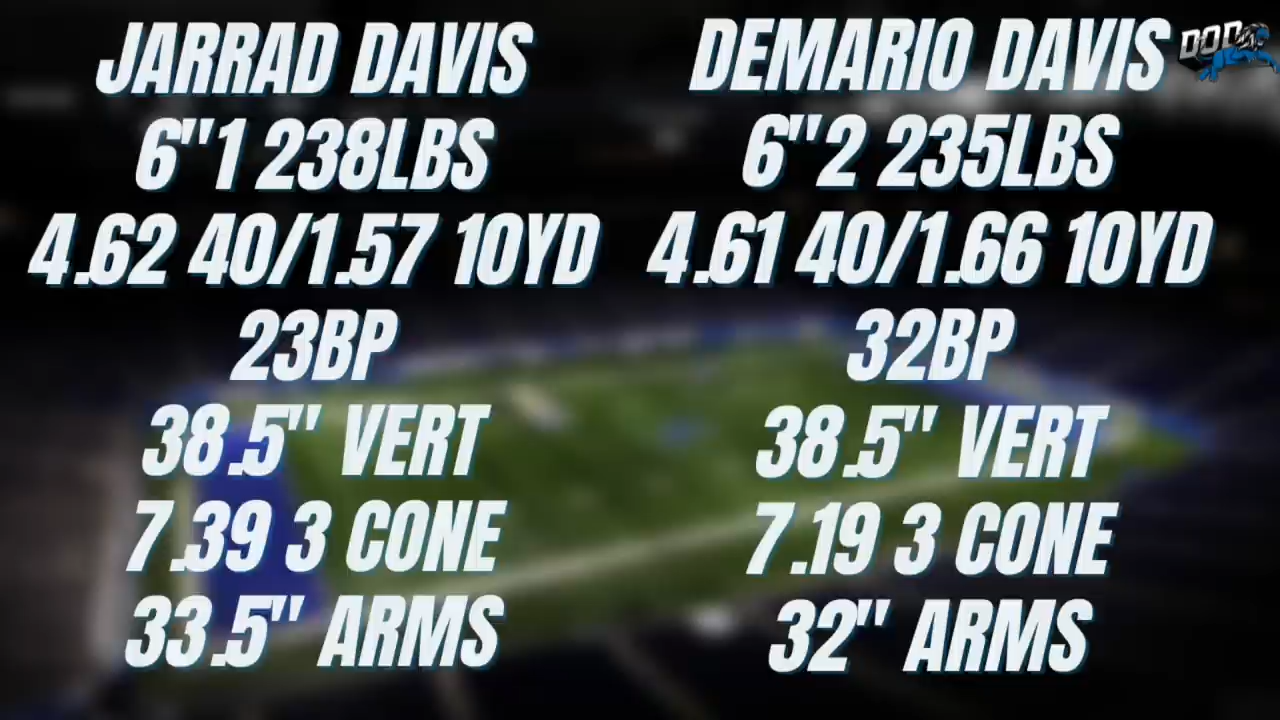 JARRAD DAVIS
6"1 238LBS
4.62 40/1.57 10YD
23BP
38.5" VERT
7.39 3 CONE
33.5" ARMS
DEMARIO DAVIS
6"2 235LBS
4.61 40/1.66 10YD
32BP
38.5" VERT
7.19 3 CONE
32" ARMS